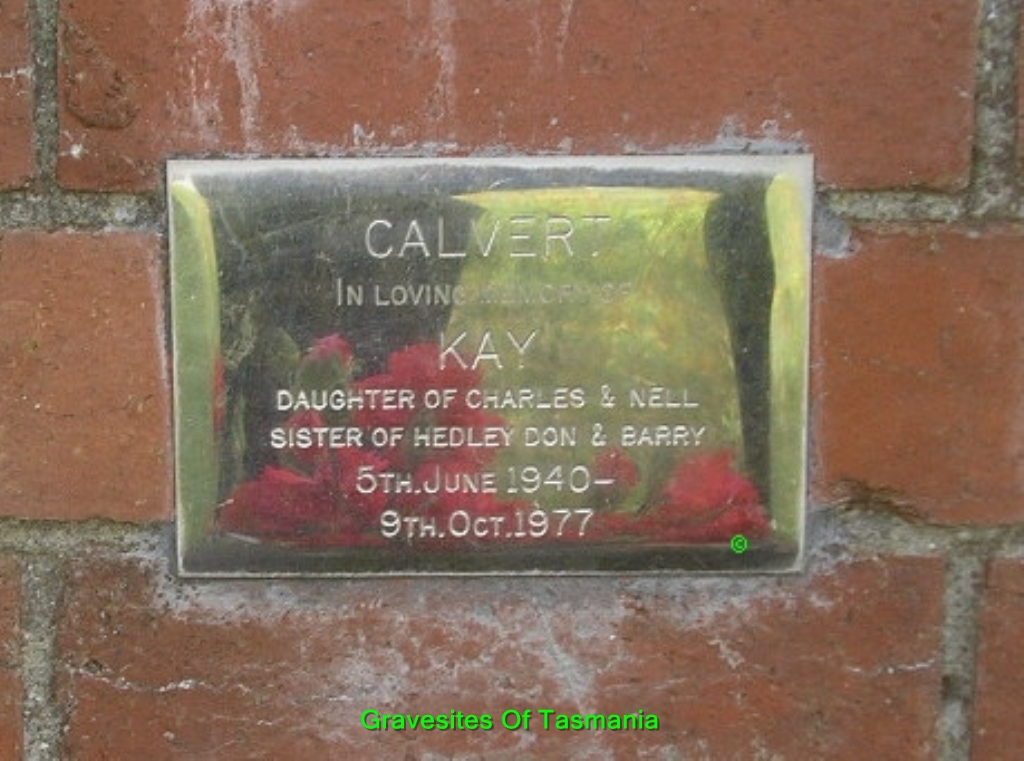 CALVERT
IN LOVING MEMORY OF
KAY
DAUGHTER OF CHARLES & NELL
SISTER OF HEDLEY DON & BARRY
5TH. JUNE 1940–
9TH. OCT. 1977
©
Gravesites Of Tasmania